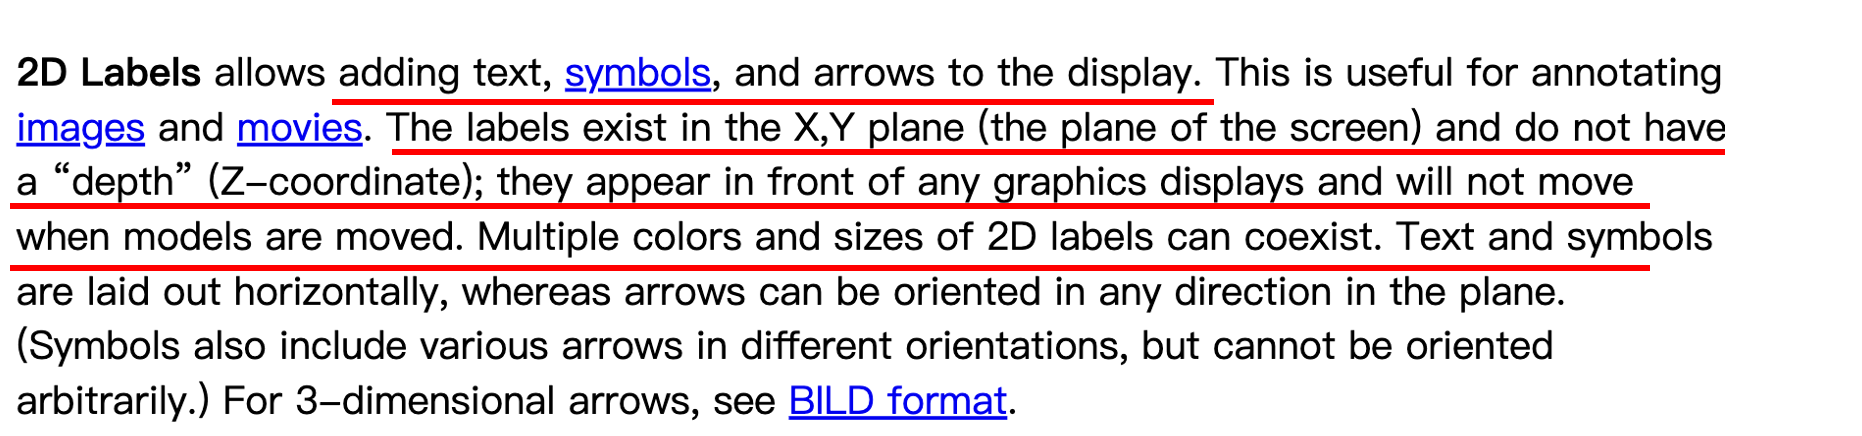 2D Labels allows adding text, symbols, and arrows to the display. This is useful for annotating
images and movies. The labels exist in the X,Y plane (the plane of the screen) and do not have
a “depth” (Z–coordinate); they appear in front of any graphics displays and will not move
when models are moved. Multiple colors and sizes of 2D labels can coexist. Text and symbols
are laid out horizontally, whereas arrows can be oriented in any direction in the plane.
(Symbols also include various arrows in different orientations, but cannot be oriented
arbitrarily.) For 3–dimensional arrows, see BILD format.